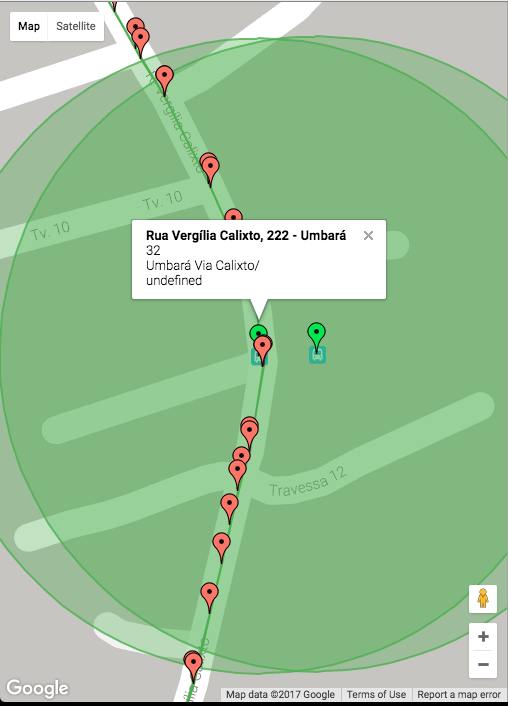 Map Satellite
R. Vergília Calixto
Tv. 10
Tv. 10
Rua Vergília Calixto, 222 - Umbará
32
Umbará Via Calixto/
undefined
Travessa 12
Calixto
Google
Map data ©2017 Google Terms of Use Report a map error